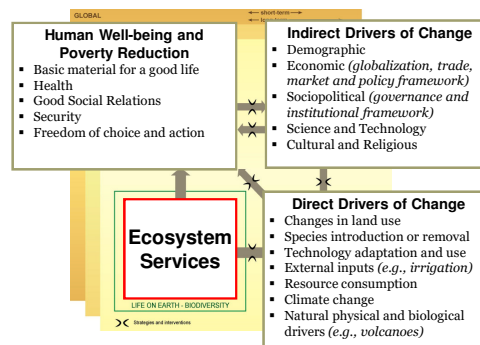 GLOBAL
short-term
Human Well-being and
Poverty Reduction
▪ Basic material for a good life
▪ Health
▪ Good Social Relations
▪ Security
▪ Freedom of choice and action
Indirect Drivers of Change
▪ Demographic
▪ Economic (globalization, trade,
market and policy framework)
▪ Sociopolitical (governance and
institutional framework)
▪ Science and Technology
▪ Cultural and Religious
Direct Drivers of Change
▪ Changes in land use
▪ Species introduction or removal
▪ Technology adaptation and use
▪ External inputs (e.g., irrigation)
▪ Resource consumption
▪ Climate change
▪ Natural physical and biological
drivers (e.g., volcanoes)
Ecosystem
Services
LIFE ON EARTH - BIODIVERSITY
Strategies and interventions